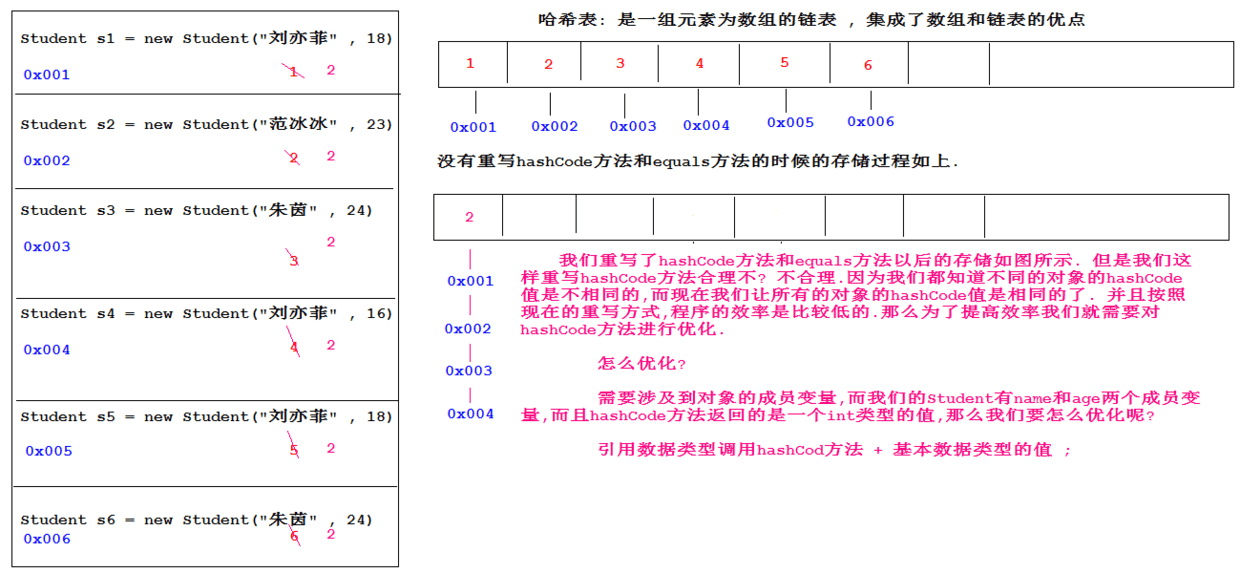 Student s1 = new Student("刘亦菲" , 18)
0x001 1 2
Student s2 = new Student("范冰冰" , 23)
0x002 2 2
Student s3 = new Student("朱茵" , 24)
0x003 3 2
Student s4 = new Student("刘亦菲" , 16)
0x004 4 2
Student s5 = new Student("刘亦菲" , 18)
0x005 5 2
Student s6 = new Student("朱茵" , 24)
0x006 6 2
哈希表: 是一组元素为数组的链表 , 集成了数组和链表的优点
1 2 3 4 5 6
0x001 0x002 0x003 0x004 0x005 0x006
没有重写hashCode方法和equals方法的时候的存储过程如上.
2
0x001
0x002
0x003
0x004
我们重写了hashCode方法和equals方法以后的存储如图所示. 但是我们这
样重写hashCode方法合理不? 不合理.因为我们都知道不同的对象的hashCode
值是不相同的,而现在我们让所有的对象的hashCode值是相同的了. 并且按照
现在的重写方式,程序的效率是比较低的.那么为了提高效率我们就需要对
hashCode方法进行优化.
怎么优化?
需要涉及到对象的成员变量,而我们的Student有name和age两个成员变
量,而且hashCode方法返回的是一个int类型的值,那么我们要怎么优化呢?
引用数据类型调用hashCod方法 + 基本数据类型的值 ;